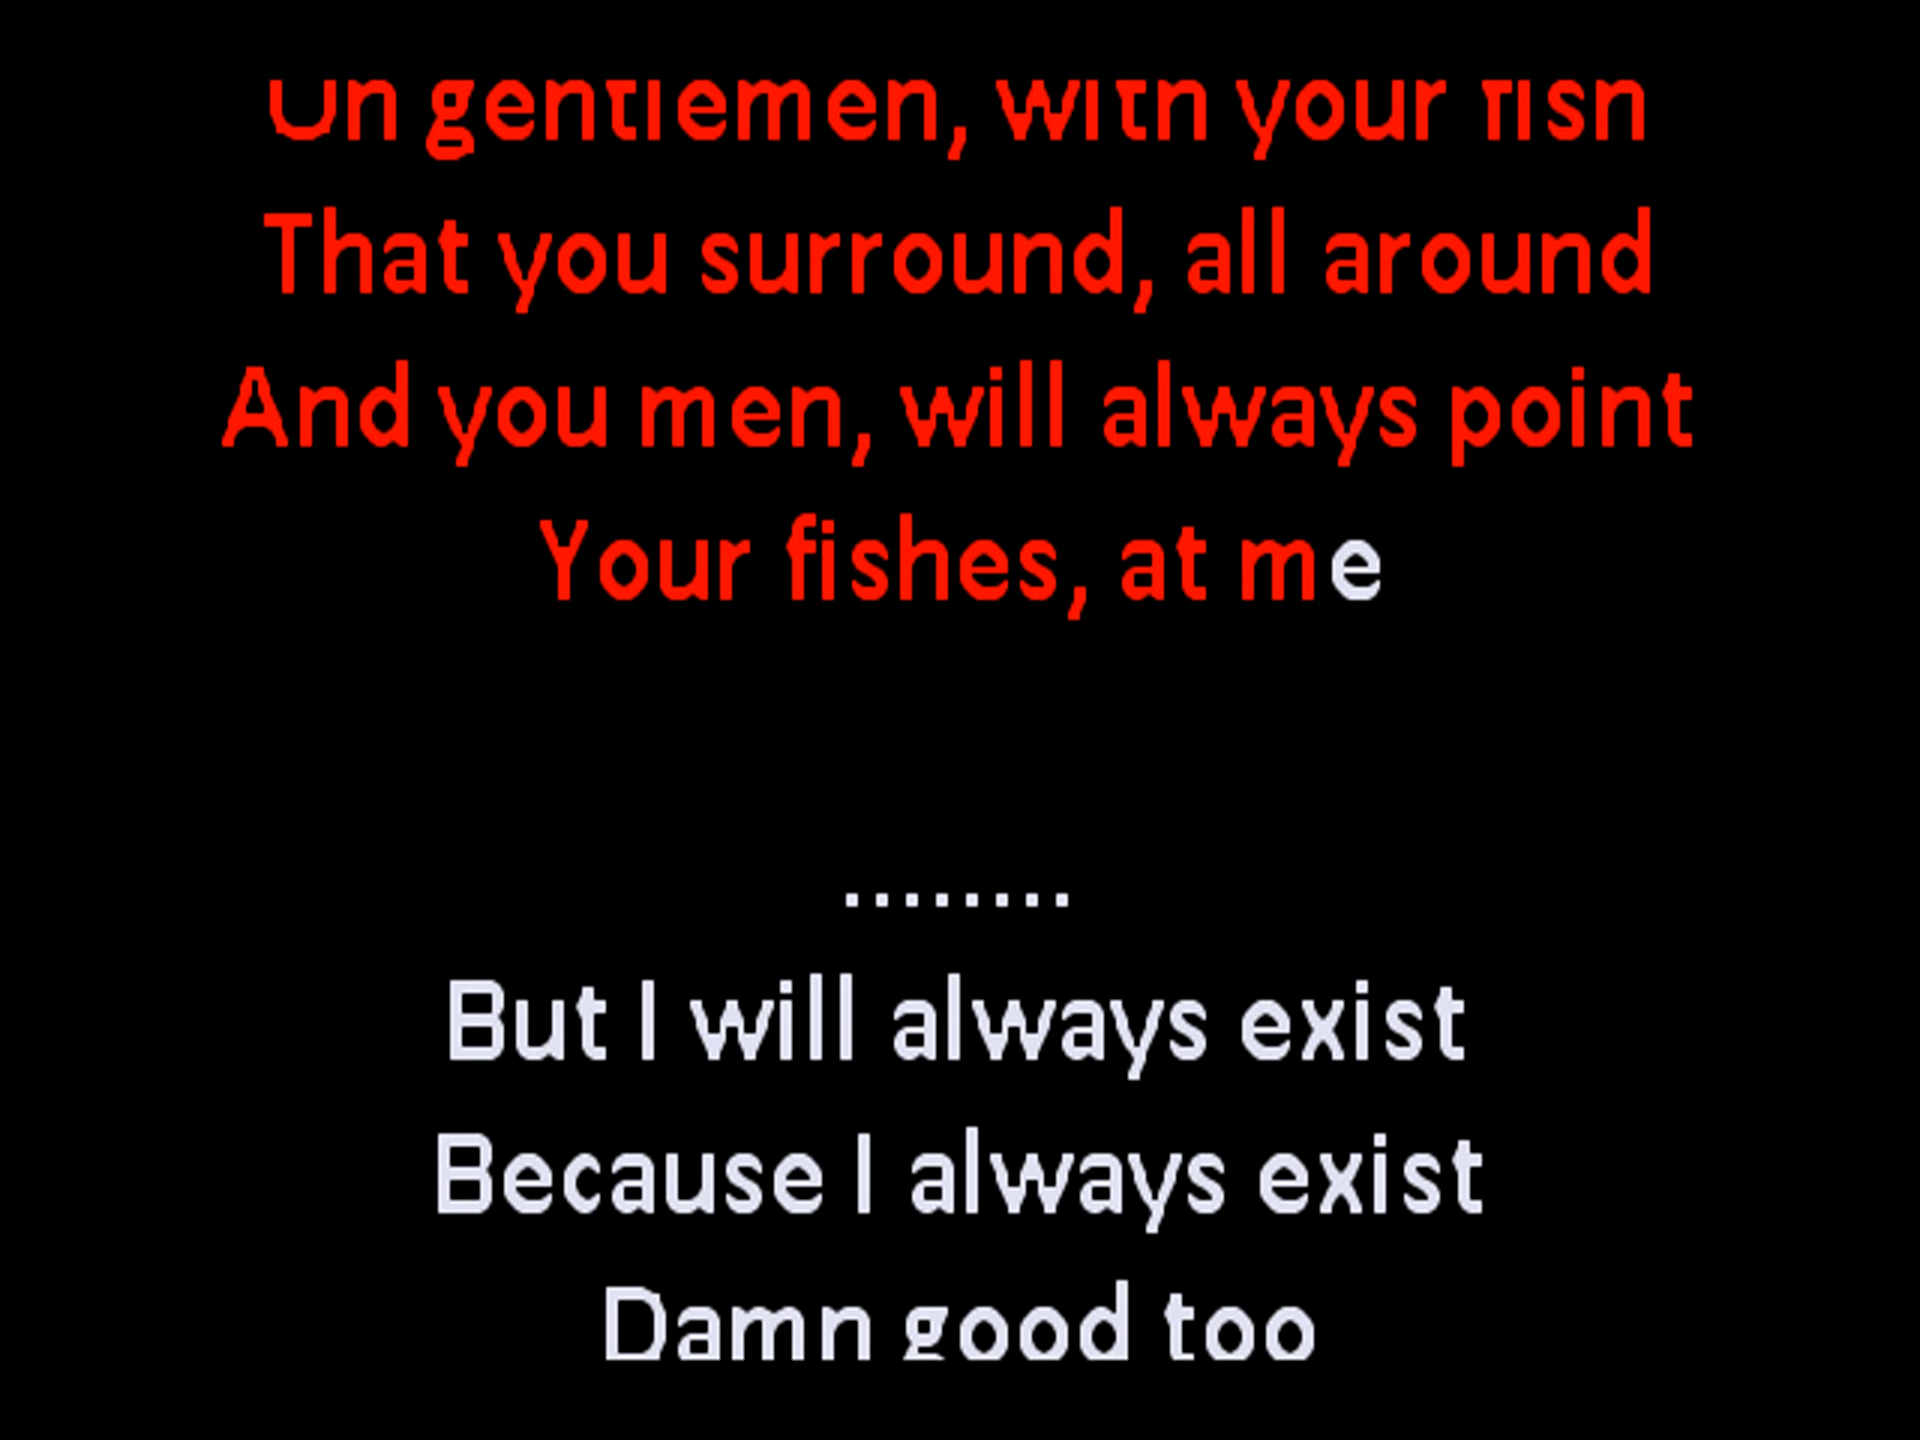 Oh gentlemen, with your fish
That you surround, all around
And you men, will always point
Your fishes, at me
........
But I will always exist
Because I always exist
Damn good too